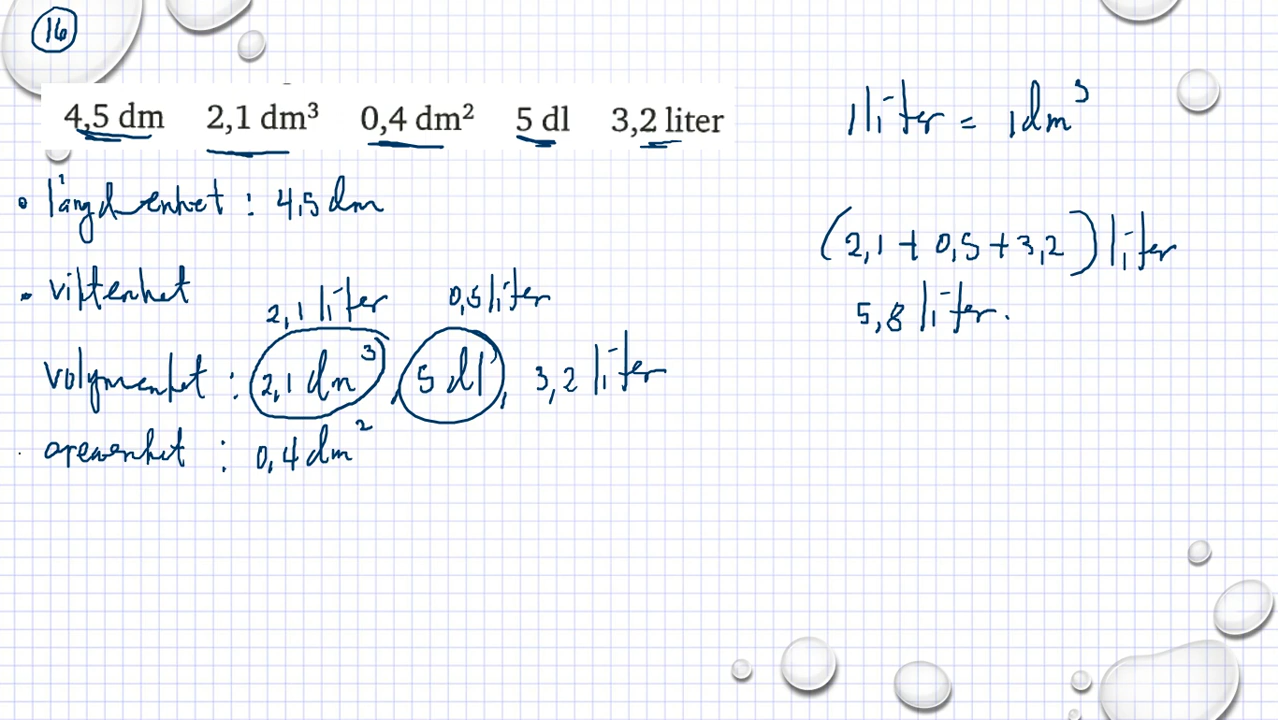 16
4,5 dm 2,1 dm³ 0,4 dm² 5 dl 3,2 liter
längdenhet : 4,5 dm
viktenhet
2,1 liter 0,5 liter
volymenhet : 2,1 dm³, 5 dl, 3,2 liter
areaenhet : 0,4 dm²
1 liter = 1 dm³
(2,1 + 0,5 + 3,2) liter
5,8 liter.